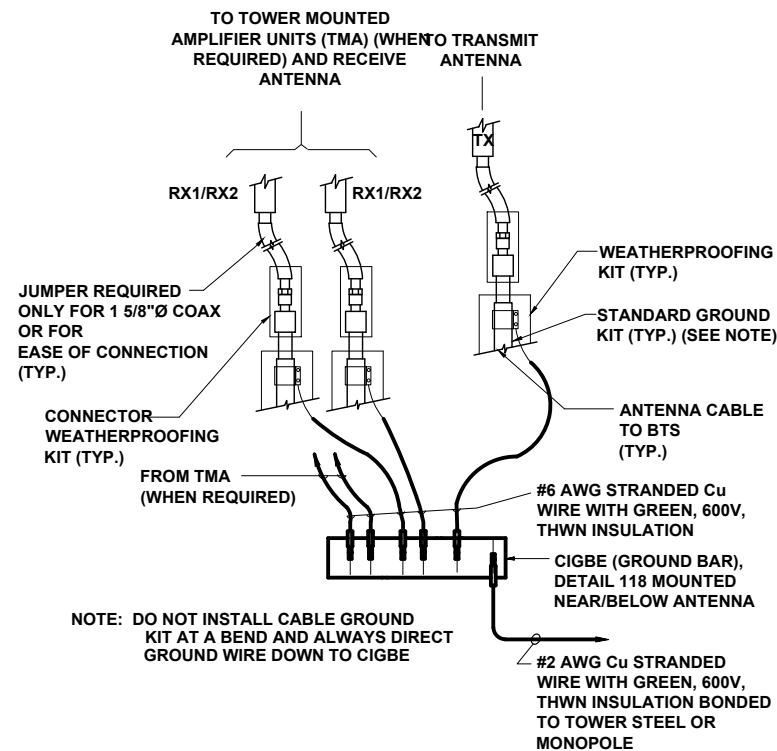 TO TOWER MOUNTED
AMPLIFIER UNITS (TMA) (WHEN
REQUIRED) AND RECEIVE
ANTENNA
TO TRANSMIT
ANTENNA
TX
RX1/RX2
RX1/RX2
JUMPER REQUIRED
ONLY FOR 1 5/8"Ø COAX
OR FOR
EASE OF CONNECTION
(TYP.)
WEATHERPROOFING
KIT (TYP.)
STANDARD GROUND
KIT (TYP.) (SEE NOTE)
CONNECTOR
WEATHERPROOFING
KIT (TYP.)
ANTENNA CABLE
TO BTS
(TYP.)
FROM TMA
(WHEN REQUIRED)
#6 AWG STRANDED Cu
WIRE WITH GREEN, 600V,
THWN INSULATION
CIGBE (GROUND BAR),
DETAIL 118 MOUNTED
NEAR/BELOW ANTENNA
NOTE: DO NOT INSTALL CABLE GROUND
KIT AT A BEND AND ALWAYS DIRECT
GROUND WIRE DOWN TO CIGBE
#2 AWG Cu STRANDED
WIRE WITH GREEN, 600V,
THWN INSULATION BONDED
TO TOWER STEEL OR
MONOPOLE